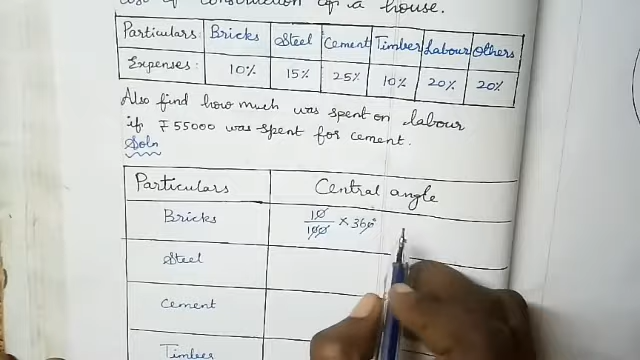 cost of construction of a house.
Particulars: Bricks Steel Cement Timber Labour Others
Expenses: 10% 15% 25% 10% 20% 20%
Also find how much was spent on labour
if ₹55000 was spent for cement.
Soln
Particulars Central angle
Bricks 10/100 × 360°
Steel
Cement
Timber